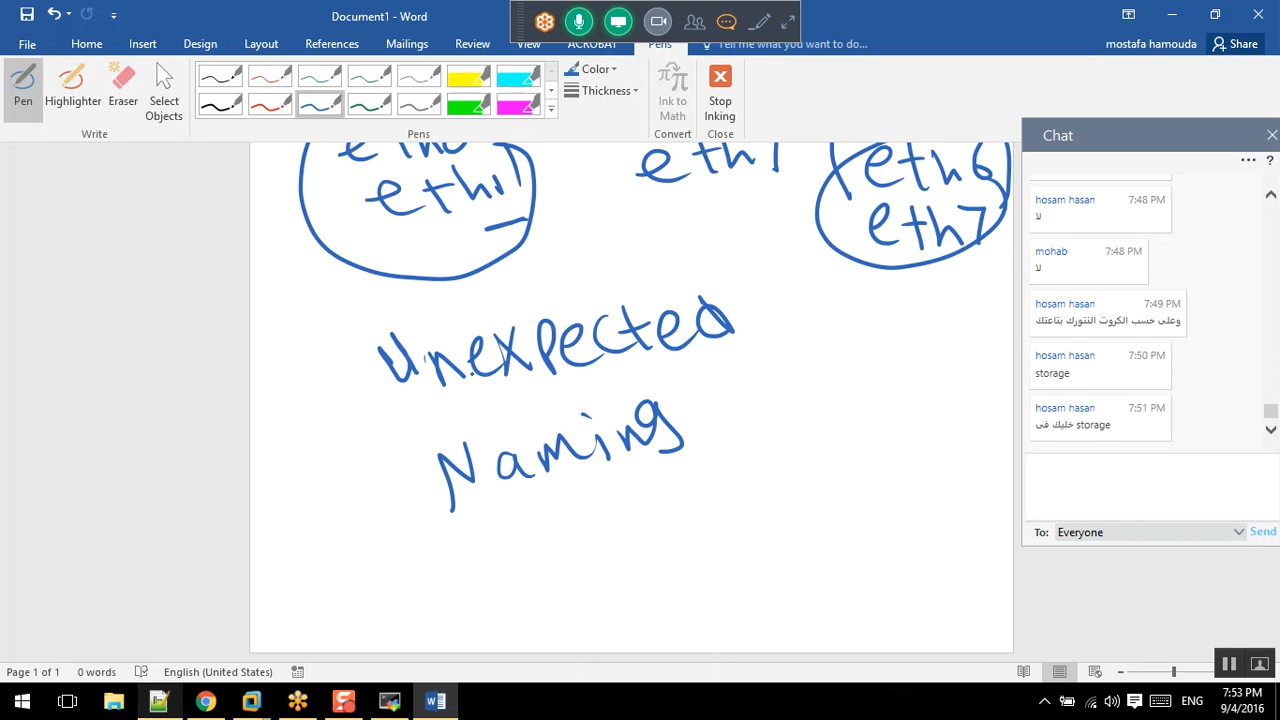 Document1 - Word
File
Home
Insert
Design
Layout
References
Mailings
Review
View
ACROBAT
Pens
Tell me what you want to do...
mostafa hamouda
Share
Pen
Highlighter
Eraser
Select Objects
Color
Thickness
Ink to Math
Stop Inking
Write
Pens
Convert
Close
eth0
eth1
eth1
eth6
eth7
Unexpected
Naming
Chat
hosam hasan 7:48 PM
لا
mohab 7:48 PM
لا
hosam hasan 7:49 PM
وعلى حسب الكروت النتورك بتاعتك
hosam hasan 7:50 PM
storage
hosam hasan 7:51 PM
خليك فى storage
To: Everyone
Send
Page 1 of 1
0 words
English (United States)
ENG
7:53 PM
9/4/2016